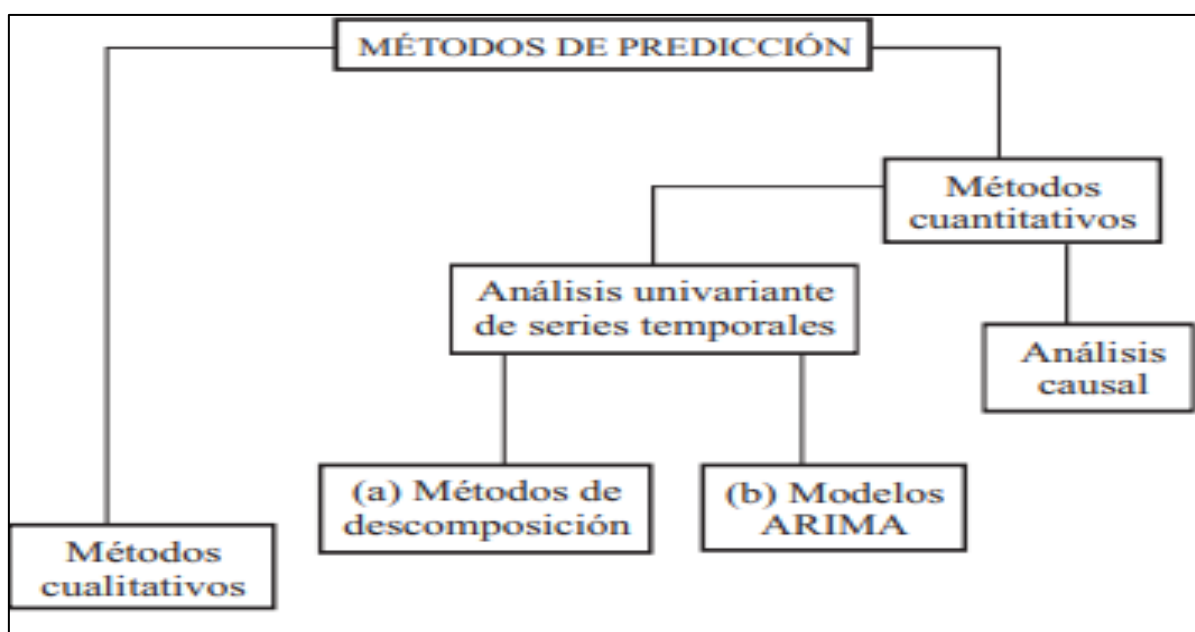 MÉTODOS DE PREDICCIÓN
Métodos
cuantitativos
Análisis univariante
de series temporales
Análisis
causal
(a) Métodos de
descomposición
(b) Modelos
ARIMA
Métodos
cualitativos